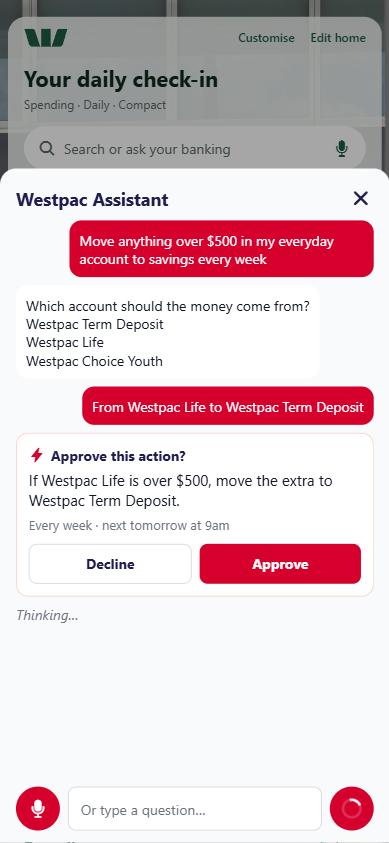 Customise Edit home
Your daily check-in
Spending · Daily · Compact
Search or ask your banking
Westpac Assistant
Move anything over $500 in my everyday
account to savings every week
Which account should the money come from?
Westpac Term Deposit
Westpac Life
Westpac Choice Youth
From Westpac Life to Westpac Term Deposit
Approve this action?
If Westpac Life is over $500, move the extra to
Westpac Term Deposit.
Every week · next tomorrow at 9am
Decline Approve
Thinking...
Or type a question...